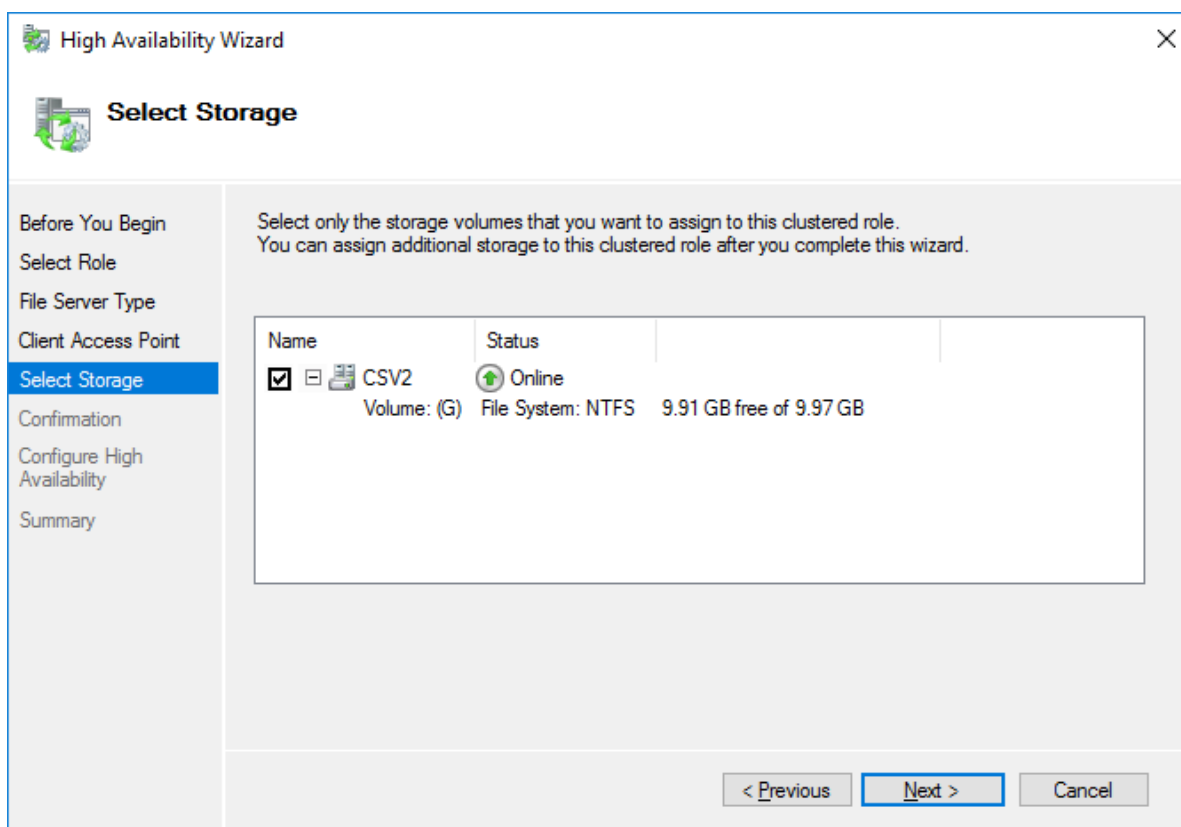 High Availability Wizard
Select Storage
Before You Begin
Select Role
File Server Type
Client Access Point
Select Storage
Confirmation
Configure High
Availability
Summary
Select only the storage volumes that you want to assign to this clustered role.
You can assign additional storage to this clustered role after you complete this wizard.
Name Status
CSV2 Online
Volume: (G) File System: NTFS 9.91 GB free of 9.97 GB
< Previous Next > Cancel